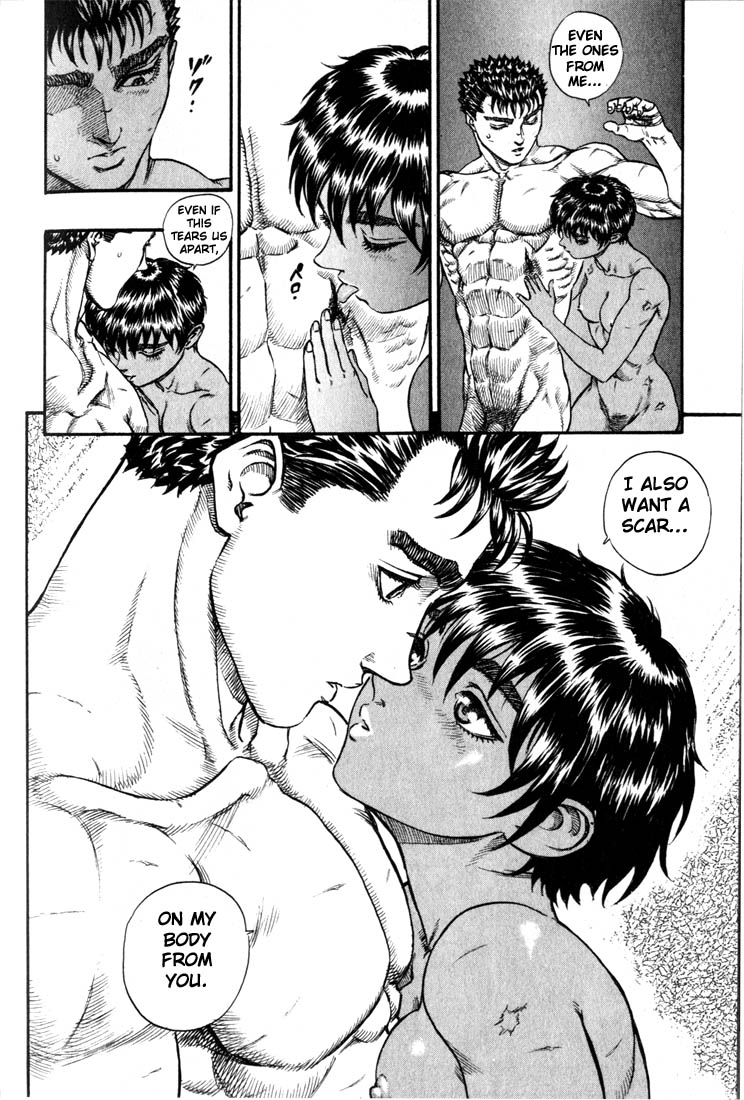 EVEN
THE ONES
FROM
ME...
ペロ
ゾクッ
EVEN IF
THIS
TEARS US
APART,
I ALSO
WANT A
SCAR...
ON MY
BODY
FROM
YOU.